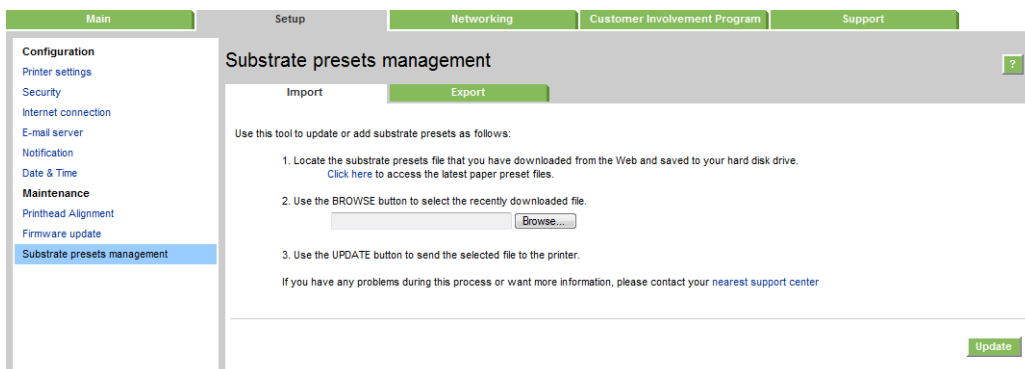 Main Setup Networking Customer Involvement Program Support
Configuration
Printer settings
Security
Internet connection
E-mail server
Notification
Date & Time
Maintenance
Printhead Alignment
Firmware update
Substrate presets management
Substrate presets management
?
Import Export
Use this tool to update or add substrate presets as follows:
1. Locate the substrate presets file that you have downloaded from the Web and saved to your hard disk drive.
Click here to access the latest paper preset files.
2. Use the BROWSE button to select the recently downloaded file.
Browse...
3. Use the UPDATE button to send the selected file to the printer.
If you have any problems during this process or want more information, please contact your nearest support center
Update